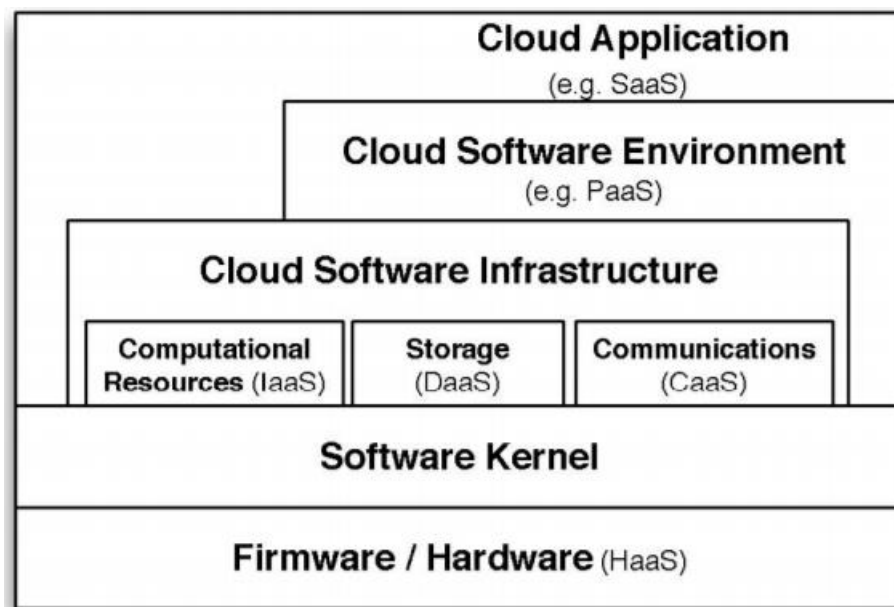 Cloud Application
(e.g. SaaS)
Cloud Software Environment
(e.g. PaaS)
Cloud Software Infrastructure
Computational
Resources (IaaS)
Storage
(DaaS)
Communications
(CaaS)
Software Kernel
Firmware / Hardware (HaaS)